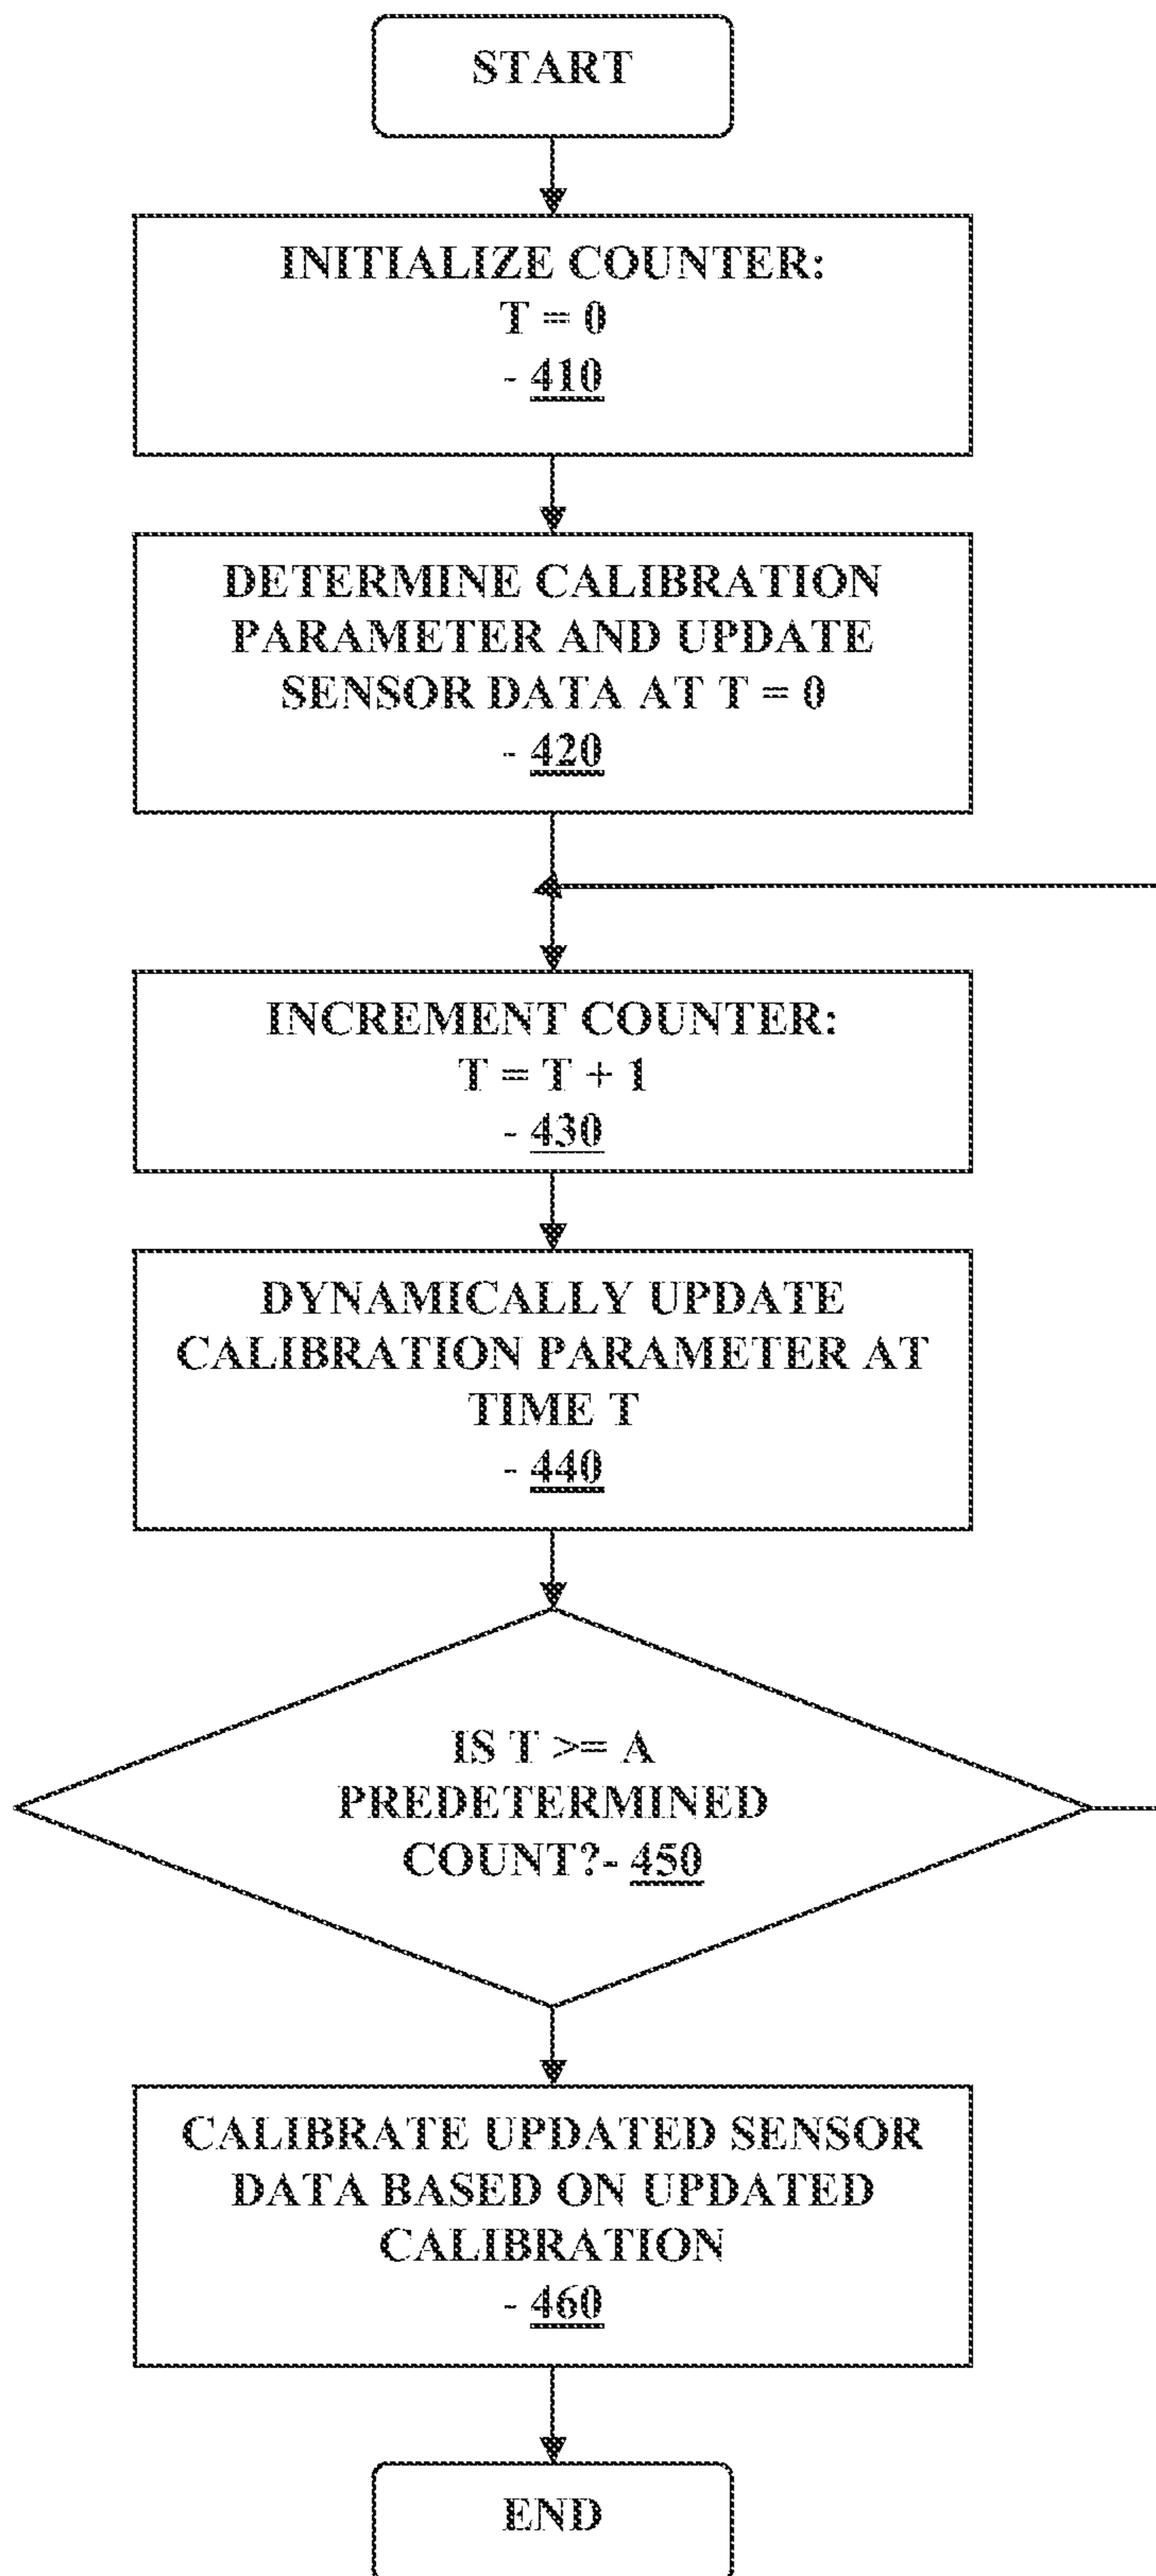 START
INITIALIZE COUNTER:
T = 0
- 410
DETERMINE CALIBRATION
PARAMETER AND UPDATE
SENSOR DATA AT T = 0
- 420
INCREMENT COUNTER:
T = T + 1
- 430
DYNAMICALLY UPDATE
CALIBRATION PARAMETER AT
TIME T
- 440
IS T >= A
PREDETERMINED
COUNT?- 450
CALIBRATE UPDATED SENSOR
DATA BASED ON UPDATED
CALIBRATION
- 460
END